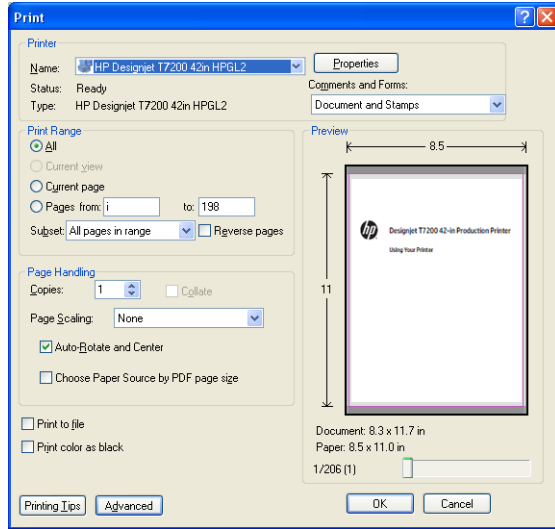 Print
Printer
Name: HP Designjet T7200 42in HPGL2
Properties
Status: Ready
Comments and Forms:
Type: HP Designjet T7200 42in HPGL2
Document and Stamps
Print Range
All
Current view
Current page
Pages from: i to: 198
Subset: All pages in range Reverse pages
Page Handling
Copies: 1 Collate
Page Scaling: None
Auto-Rotate and Center
Choose Paper Source by PDF page size
Print to file
Print color as black
Preview
8.5
11
hp
Designjet T7200 42-in Production Printer
Using Your Printer
Document: 8.3 x 11.7 in
Paper: 8.5 x 11.0 in
1/206 (1)
Printing Tips Advanced OK Cancel